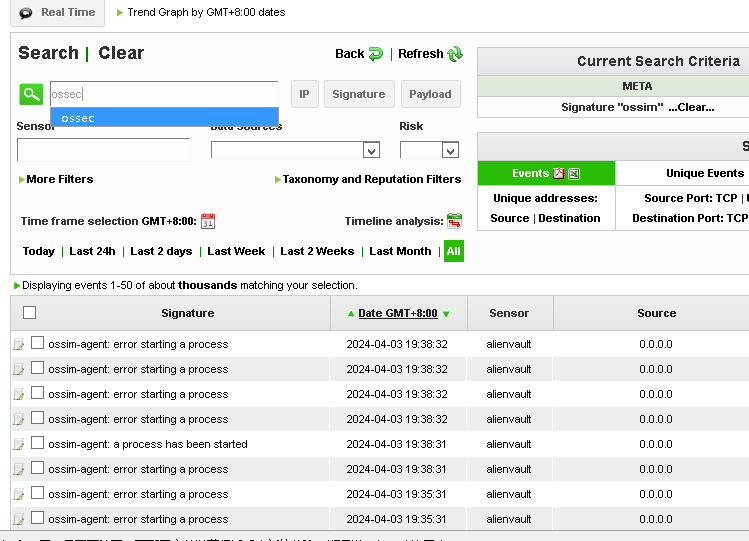 Real Time
Trend Graph by GMT+8:00 dates
Search | Clear
Back | Refresh
ossec
IP
Signature
Payload
ossec
Sensor
Data Sources
Risk
More Filters
Taxonomy and Reputation Filters
Time frame selection GMT+8:00:
31
Timeline analysis:
Today | Last 24h | Last 2 days | Last Week | Last 2 Weeks | Last Month | All
Current Search Criteria
META
Signature "ossim" ...Clear...
S
Events
Unique Events
Unique addresses:
Source | Destination
Source Port: TCP |
Destination Port: TCP
Displaying events 1-50 of about thousands matching your selection.
Signature Date GMT+8:00 Sensor Source
ossim-agent: error starting a process 2024-04-03 19:38:32 alienvault 0.0.0.0
ossim-agent: error starting a process 2024-04-03 19:38:32 alienvault 0.0.0.0
ossim-agent: error starting a process 2024-04-03 19:38:32 alienvault 0.0.0.0
ossim-agent: error starting a process 2024-04-03 19:38:32 alienvault 0.0.0.0
ossim-agent: a process has been started 2024-04-03 19:38:31 alienvault 0.0.0.0
ossim-agent: error starting a process 2024-04-03 19:38:31 alienvault 0.0.0.0
ossim-agent: error starting a process 2024-04-03 19:35:31 alienvault 0.0.0.0
ossim-agent: error starting a process 2024-04-03 19:35:31 alienvault 0.0.0.0